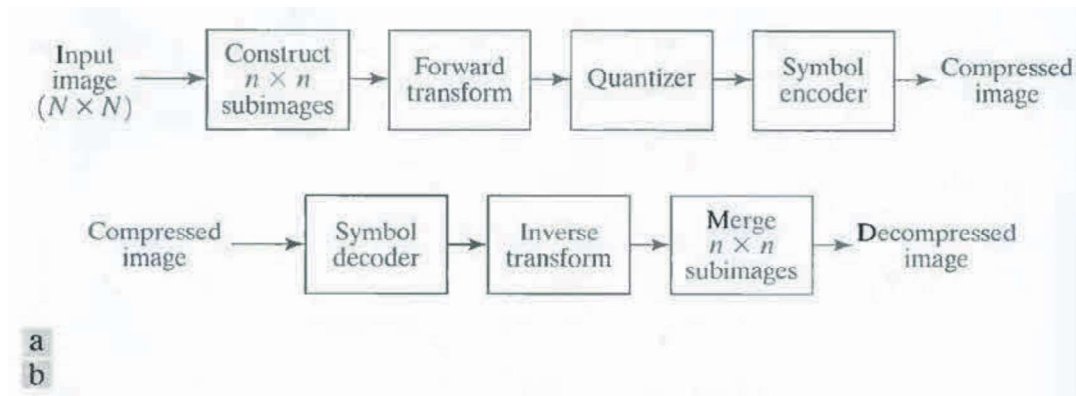 Input
image
(N × N)
Construct
n × n
subimages
Forward
transform
Quantizer
Symbol
encoder
Compressed
image
Compressed
image
Symbol
decoder
Inverse
transform
Merge
n × n
subimages
Decompressed
image
a
b